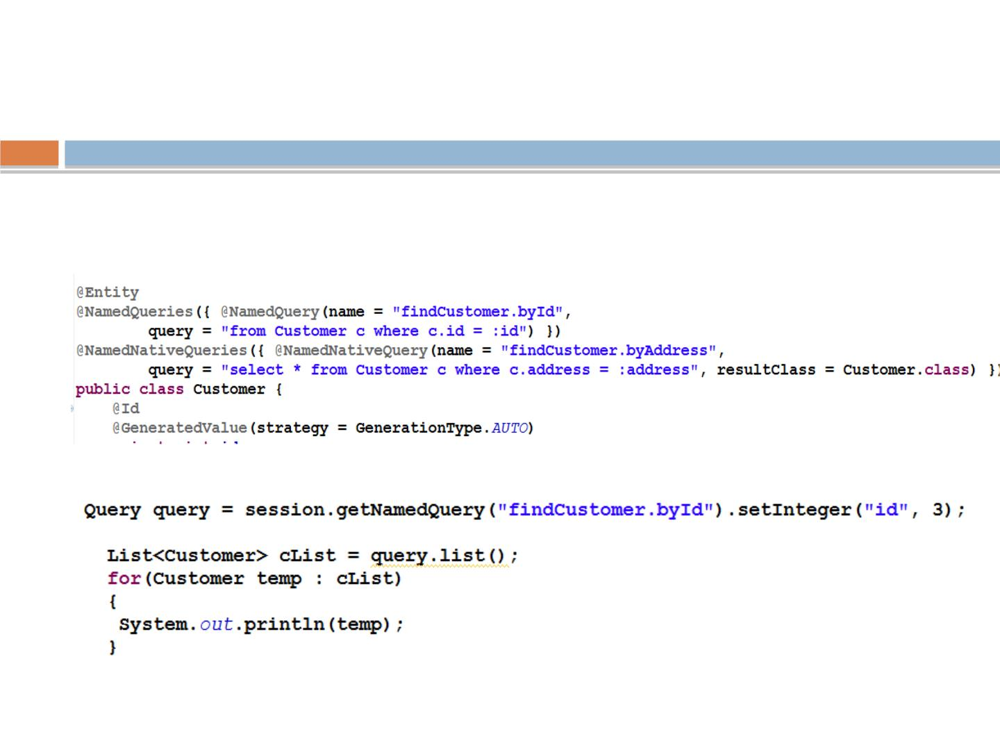 @Entity
@NamedQueries({ @NamedQuery(name = "findCustomer.byId",
query = "from Customer c where c.id = :id") })
@NamedNativeQueries({ @NamedNativeQuery(name = "findCustomer.byAddress",
query = "select * from Customer c where c.address = :address", resultClass = Customer.class) })
public class Customer {
@Id
@GeneratedValue(strategy = GenerationType.AUTO)
Query query = session.getNamedQuery("findCustomer.byId").setInteger("id", 3);
List<Customer> cList = query.list();
for(Customer temp : cList)
{
System.out.println(temp);
}